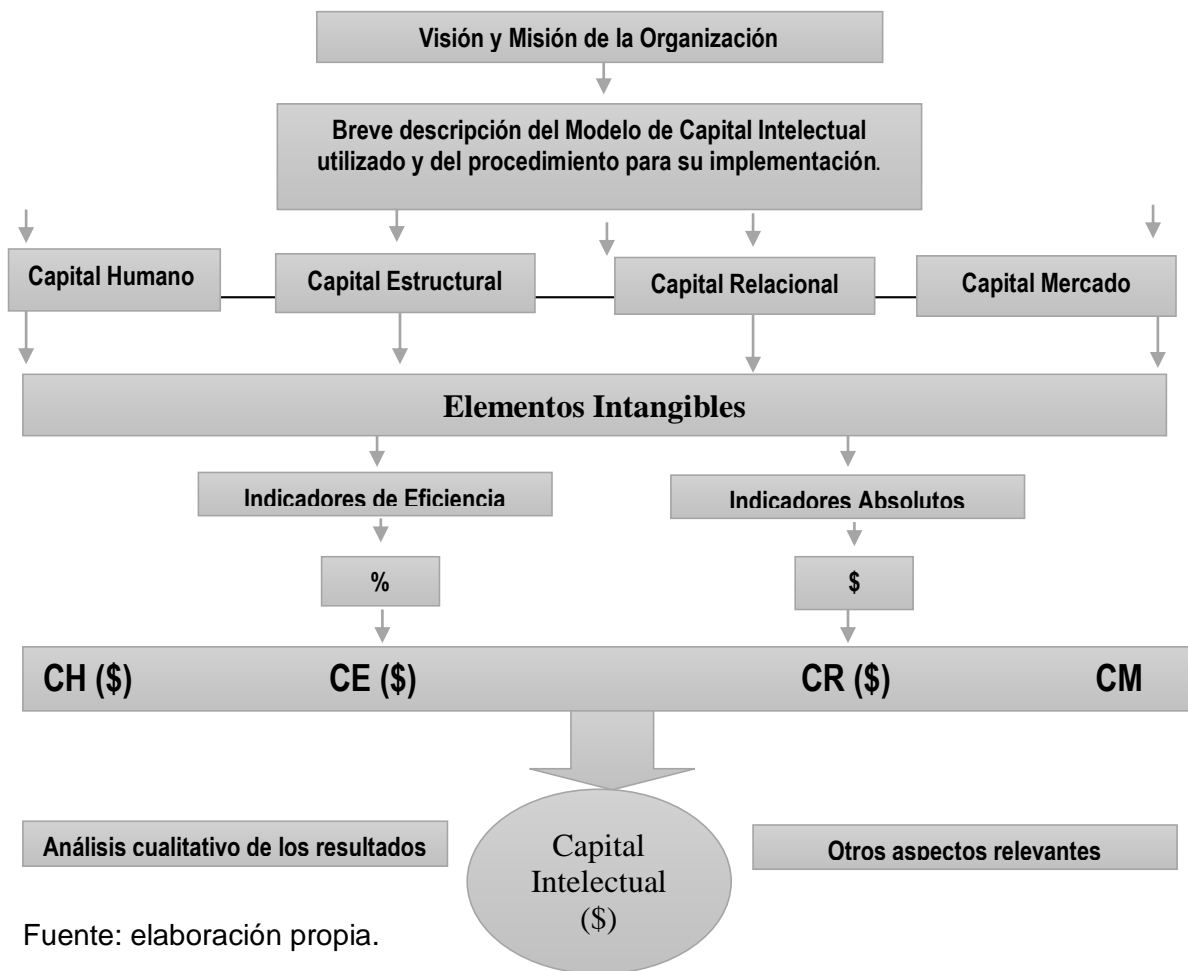 Visión y Misión de la Organización
Breve descripción del Modelo de Capital Intelectual
utilizado y del procedimiento para su implementación.
Capital Humano
Capital Estructural
Capital Relacional
Capital Mercado
Elementos Intangibles
Indicadores de Eficiencia
Indicadores Absolutos
%
$
CH ($)
CE ($)
CR ($)
CM
Análisis cualitativo de los resultados
Capital
Intelectual
($)
Otros aspectos relevantes
Fuente: elaboración propia.